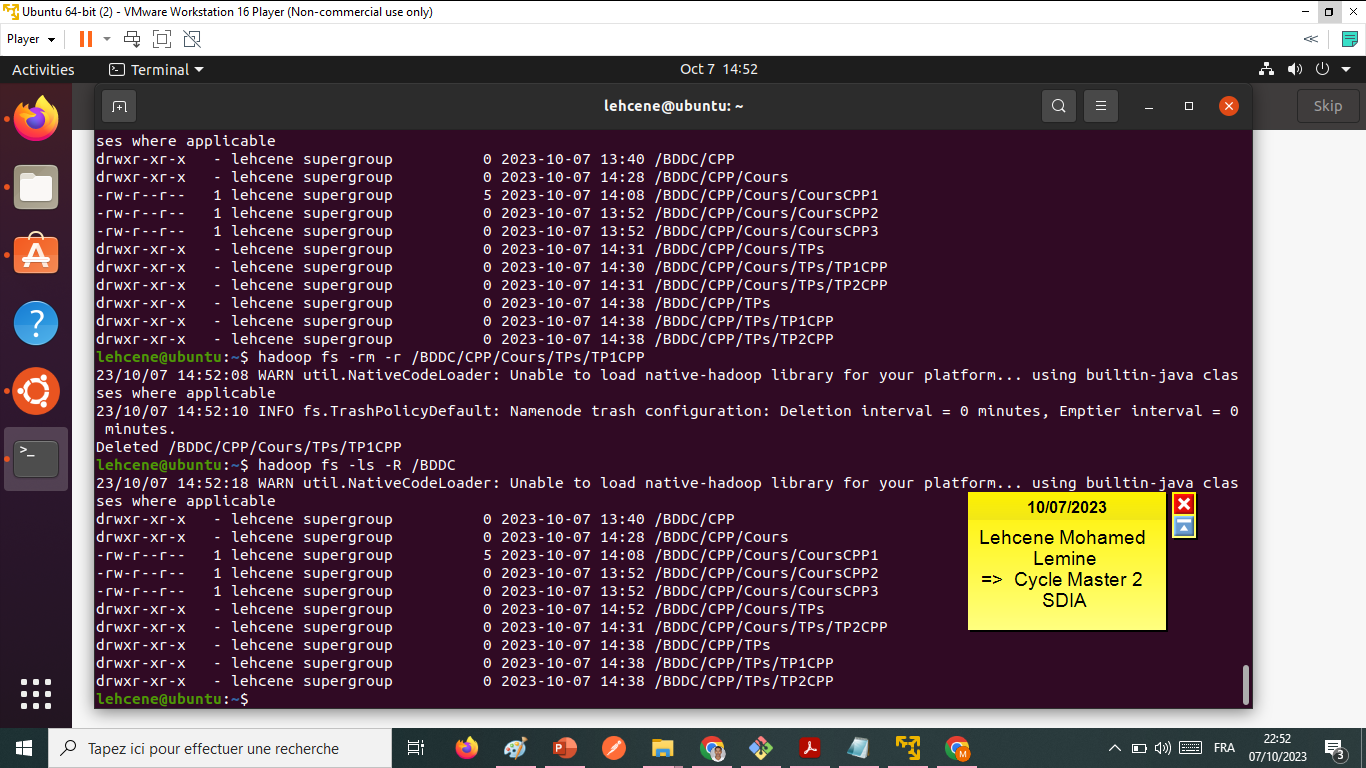 Ubuntu 64-bit (2) - VMware Workstation 16 Player (Non-commercial use only)
Player
Activities
Terminal
Oct 7 14:52
lehcene@ubuntu: ~
Skip
ses where applicable
drwxr-xr-x   - lehcene supergroup          0 2023-10-07 13:40 /BDDC/CPP
drwxr-xr-x   - lehcene supergroup          0 2023-10-07 14:28 /BDDC/CPP/Cours
-rw-r--r--   1 lehcene supergroup          5 2023-10-07 14:08 /BDDC/CPP/Cours/CoursCPP1
-rw-r--r--   1 lehcene supergroup          0 2023-10-07 13:52 /BDDC/CPP/Cours/CoursCPP2
-rw-r--r--   1 lehcene supergroup          0 2023-10-07 13:52 /BDDC/CPP/Cours/CoursCPP3
drwxr-xr-x   - lehcene supergroup          0 2023-10-07 14:31 /BDDC/CPP/Cours/TPs
drwxr-xr-x   - lehcene supergroup          0 2023-10-07 14:30 /BDDC/CPP/Cours/TPs/TP1CPP
drwxr-xr-x   - lehcene supergroup          0 2023-10-07 14:31 /BDDC/CPP/Cours/TPs/TP2CPP
drwxr-xr-x   - lehcene supergroup          0 2023-10-07 14:38 /BDDC/CPP/TPs
drwxr-xr-x   - lehcene supergroup          0 2023-10-07 14:38 /BDDC/CPP/TPs/TP1CPP
drwxr-xr-x   - lehcene supergroup          0 2023-10-07 14:38 /BDDC/CPP/TPs/TP2CPP
lehcene@ubuntu:~$ hadoop fs -rm -r /BDDC/CPP/Cours/TPs/TP1CPP
23/10/07 14:52:08 WARN util.NativeCodeLoader: Unable to load native-hadoop library for your platform... using builtin-java clas
ses where applicable
23/10/07 14:52:10 INFO fs.TrashPolicyDefault: Namenode trash configuration: Deletion interval = 0 minutes, Emptier interval = 0
 minutes.
Deleted /BDDC/CPP/Cours/TPs/TP1CPP
lehcene@ubuntu:~$ hadoop fs -ls -R /BDDC
23/10/07 14:52:18 WARN util.NativeCodeLoader: Unable to load native-hadoop library for your platform... using builtin-java clas
ses where applicable
drwxr-xr-x   - lehcene supergroup          0 2023-10-07 13:40 /BDDC/CPP
drwxr-xr-x   - lehcene supergroup          0 2023-10-07 14:28 /BDDC/CPP/Cours
-rw-r--r--   1 lehcene supergroup          5 2023-10-07 14:08 /BDDC/CPP/Cours/CoursCPP1
-rw-r--r--   1 lehcene supergroup          0 2023-10-07 13:52 /BDDC/CPP/Cours/CoursCPP2
-rw-r--r--   1 lehcene supergroup          0 2023-10-07 13:52 /BDDC/CPP/Cours/CoursCPP3
drwxr-xr-x   - lehcene supergroup          0 2023-10-07 14:52 /BDDC/CPP/Cours/TPs
drwxr-xr-x   - lehcene supergroup          0 2023-10-07 14:31 /BDDC/CPP/Cours/TPs/TP2CPP
drwxr-xr-x   - lehcene supergroup          0 2023-10-07 14:38 /BDDC/CPP/TPs
drwxr-xr-x   - lehcene supergroup          0 2023-10-07 14:38 /BDDC/CPP/TPs/TP1CPP
drwxr-xr-x   - lehcene supergroup          0 2023-10-07 14:38 /BDDC/CPP/TPs/TP2CPP
lehcene@ubuntu:~$
10/07/2023
Lehcene Mohamed
Lemine
=> Cycle Master 2
SDIA
Tapez ici pour effectuer une recherche
FRA
22:52
07/10/2023
3